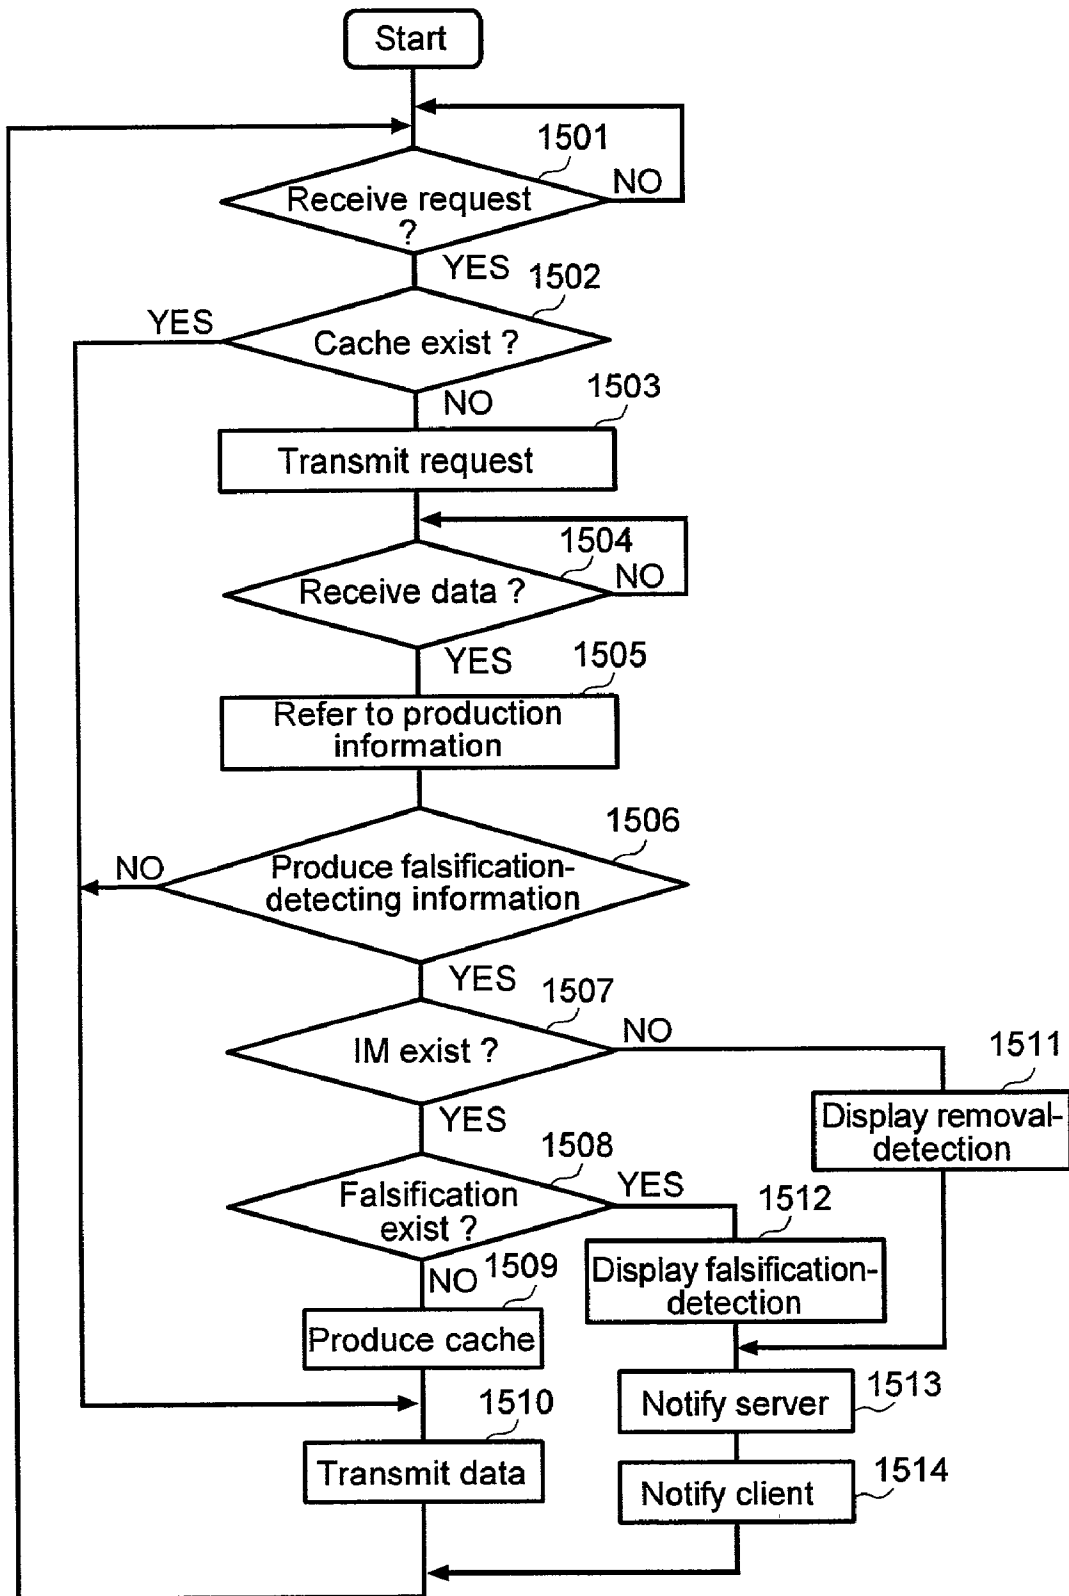 Start
1501
Receive request
?
NO
YES
1502
YES
Cache exist ?
NO
1503
Transmit request
1504
Receive data ?
NO
YES
1505
Refer to production
information
1506
NO
Produce falsification-
detecting information
YES
1507
IM exist ?
NO
1511
Display removal-
detection
YES
1508
Falsification
exist ?
YES
1512
Display falsification-
detection
NO
1509
Produce cache
1513
Notify server
1510
Transmit data
1514
Notify client